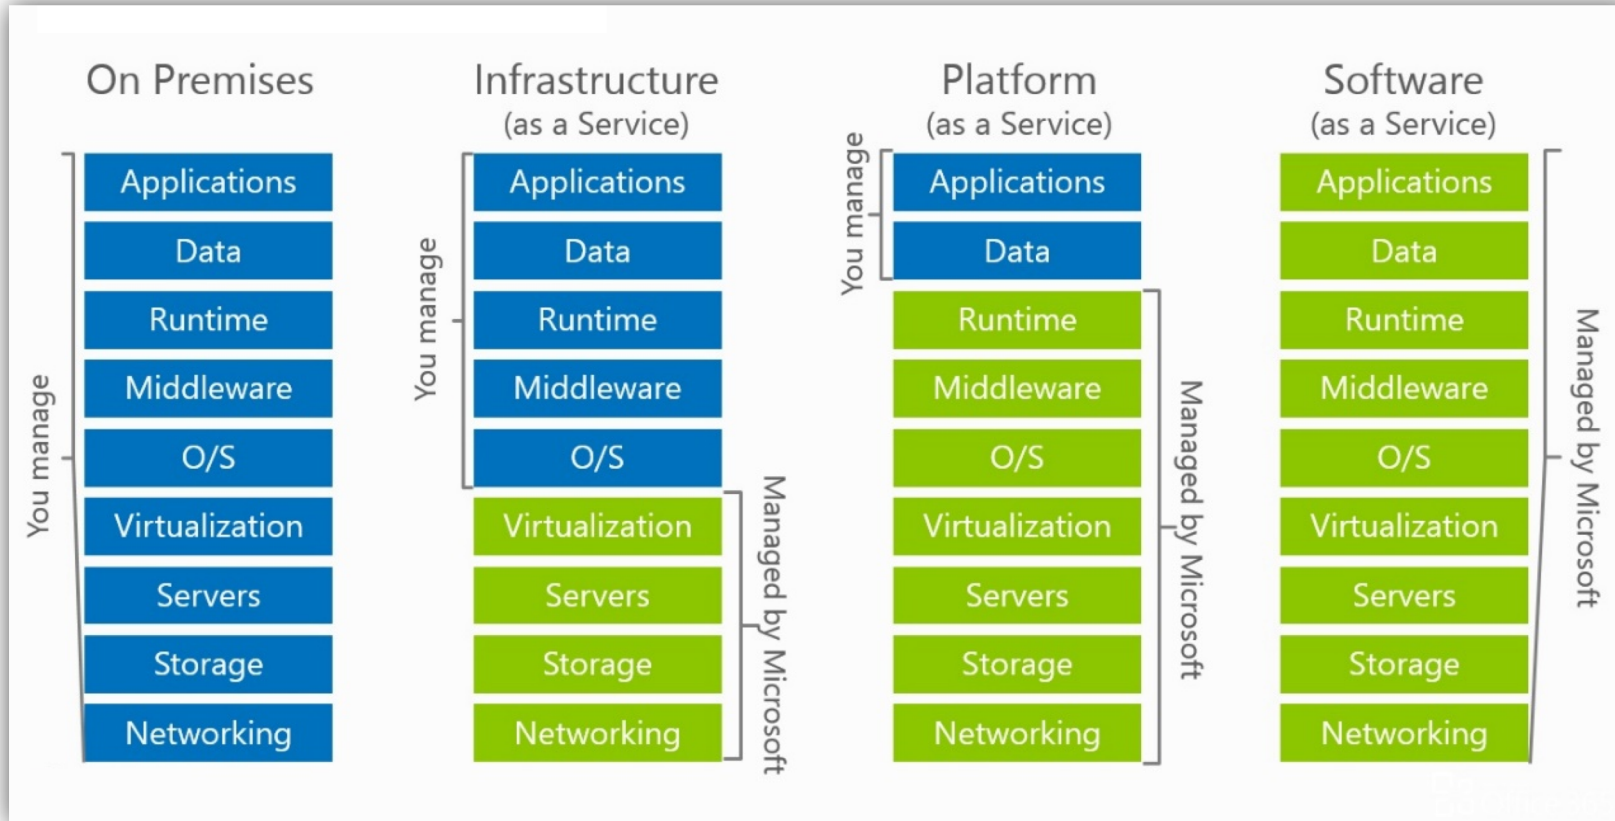 On Premises
You manage
Applications
Data
Runtime
Middleware
O/S
Virtualization
Servers
Storage
Networking
Infrastructure
(as a Service)
You manage
Applications
Data
Runtime
Middleware
O/S
Virtualization
Servers
Storage
Networking
Managed by Microsoft
Platform
(as a Service)
You manage
Applications
Data
Runtime
Middleware
O/S
Virtualization
Servers
Storage
Networking
Managed by Microsoft
Software
(as a Service)
Applications
Data
Runtime
Middleware
O/S
Virtualization
Servers
Storage
Networking
Managed by Microsoft